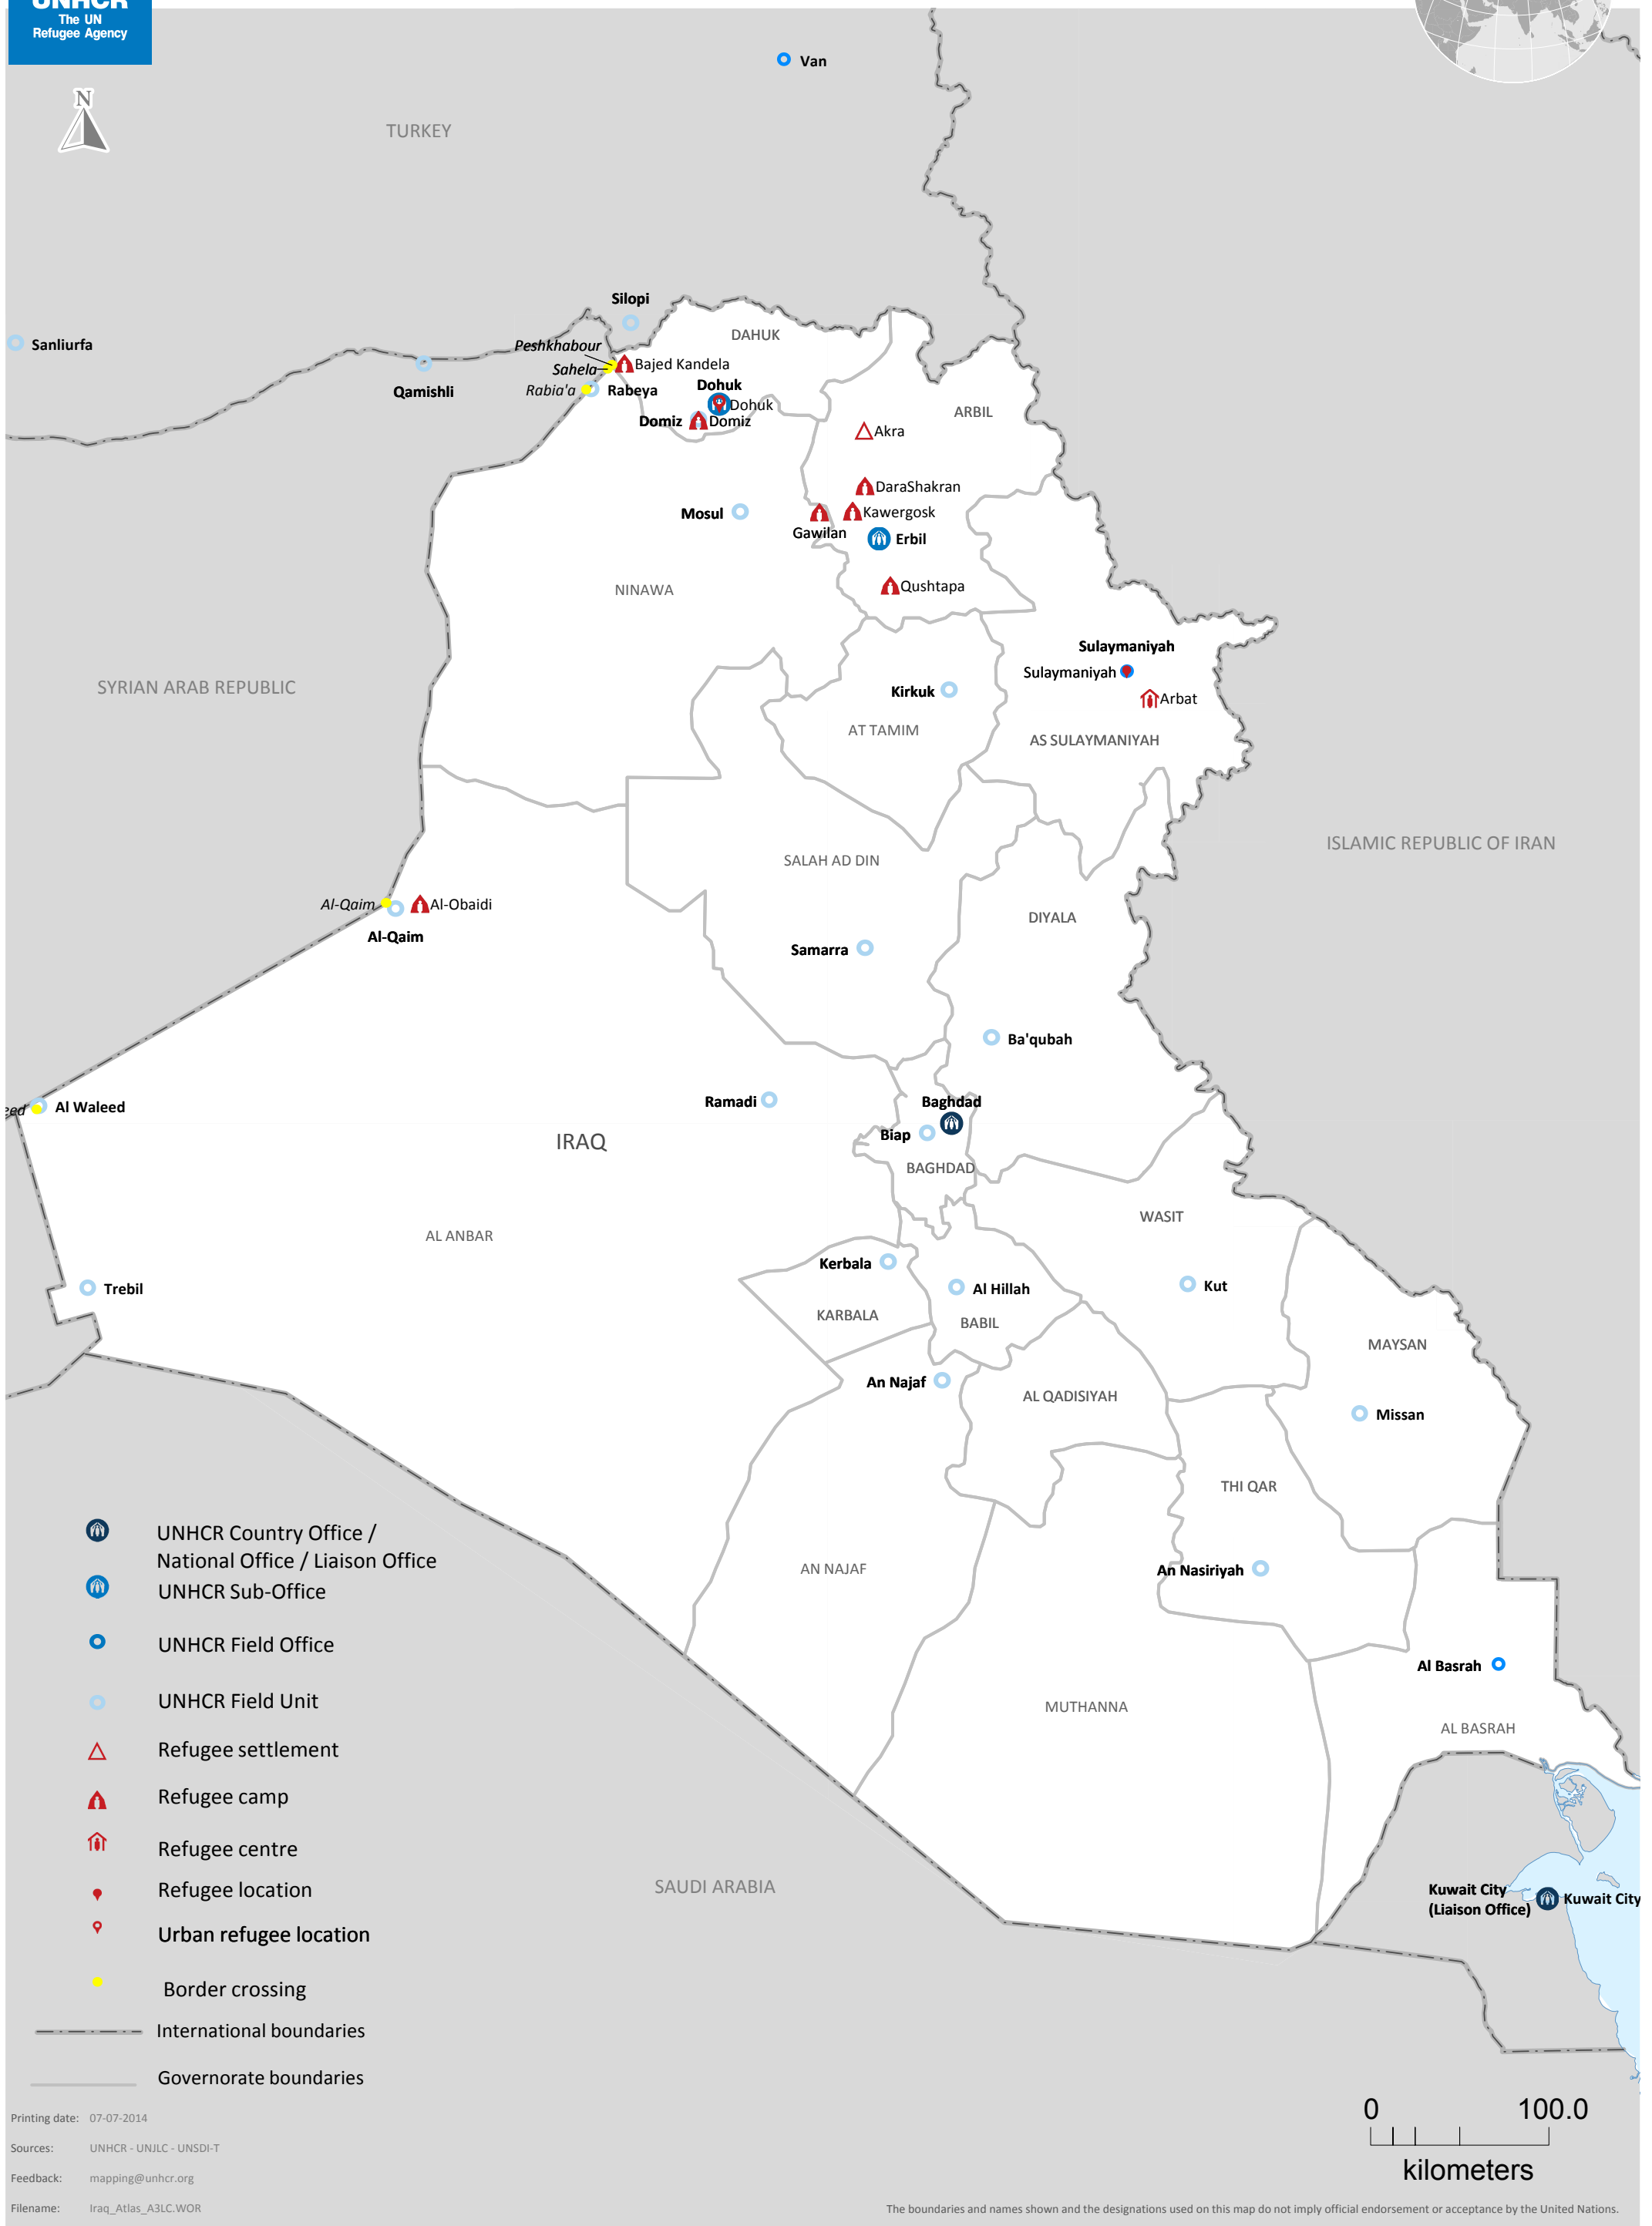 UNHCR
The UN
Refugee Agency
N
Van
TURKEY
Silopi
Sanliurfa
DAHUK
Peshkhabour
Bajed Kandela
Sahela
Qamishli
Rabia'a
Rabeya
Dohuk
Dohuk
Domiz
Domiz
ARBIL
Akra
DaraShakran
Mosul
Kawergosk
Gawilan
Erbil
NINAWA
Qushtapa
Sulaymaniyah
Sulaymaniyah
SYRIAN ARAB REPUBLIC
Kirkuk
Arbat
AT TAMIM
AS SULAYMANIYAH
ISLAMIC REPUBLIC OF IRAN
SALAH AD DIN
Al-Qaim
Al-Obaidi
DIYALA
Al-Qaim
Samarra
Ba'qubah
Ramadi
Baghdad
eed
Al Waleed
Biap
IRAQ
BAGHDAD
WASIT
AL ANBAR
Kerbala
Trebil
Al Hillah
Kut
KARBALA
BABIL
MAYSAN
An Najaf
AL QADISIYAH
Missan
THI QAR
AN NAJAF
An Nasiriyah
Al Basrah
MUTHANNA
AL BASRAH
SAUDI ARABIA
Kuwait City
(Liaison Office)
Kuwait City
UNHCR Country Office /
National Office / Liaison Office
UNHCR Sub-Office
UNHCR Field Office
UNHCR Field Unit
Refugee settlement
Refugee camp
Refugee centre
Refugee location
Urban refugee location
Border crossing
International boundaries
Governorate boundaries
Printing date: 07-07-2014
Sources: UNHCR - UNJLC - UNSDI-T
Feedback: mapping@unhcr.org
Filename: Iraq_Atlas_A3LC.WOR
0 100.0
kilometers
The boundaries and names shown and the designations used on this map do not imply official endorsement or acceptance by the United Nations.